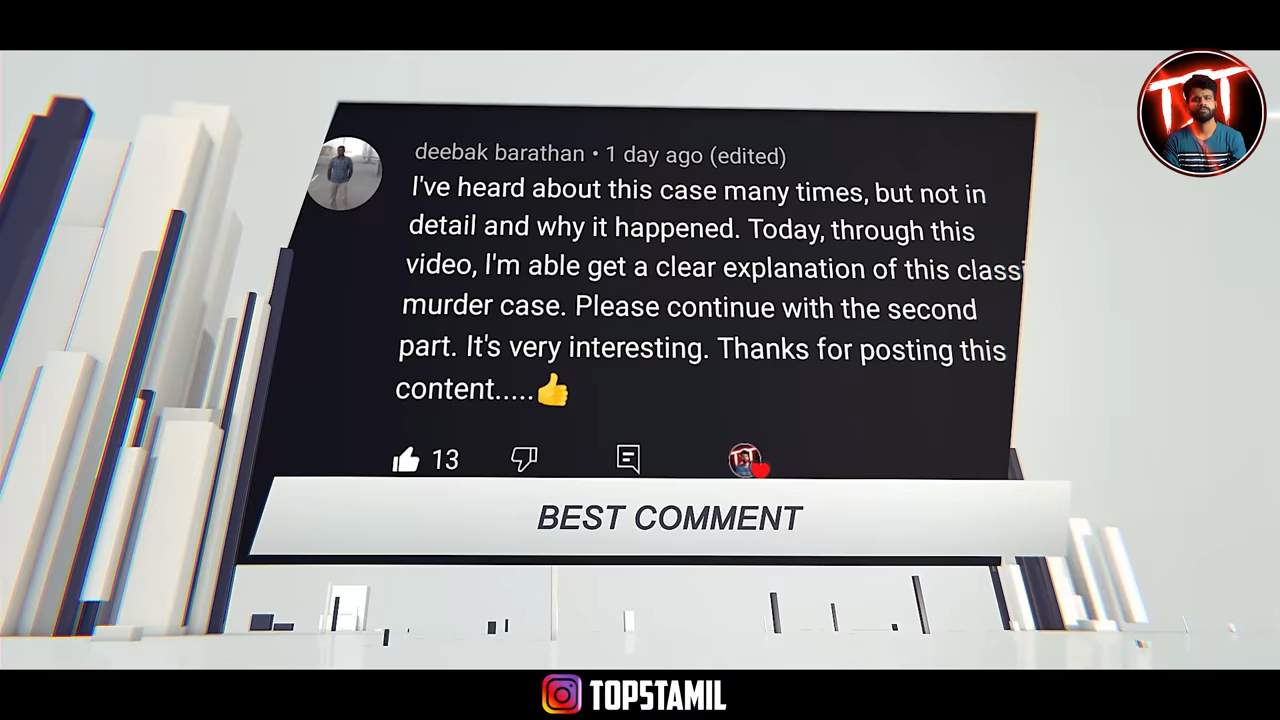 deebak barathan • 1 day ago (edited)
I've heard about this case many times, but not in
detail and why it happened. Today, through this
video, I'm able get a clear explanation of this classi
murder case. Please continue with the second
part. It's very interesting. Thanks for posting this
content.....👍
13
BEST COMMENT
TOP5TAMIL